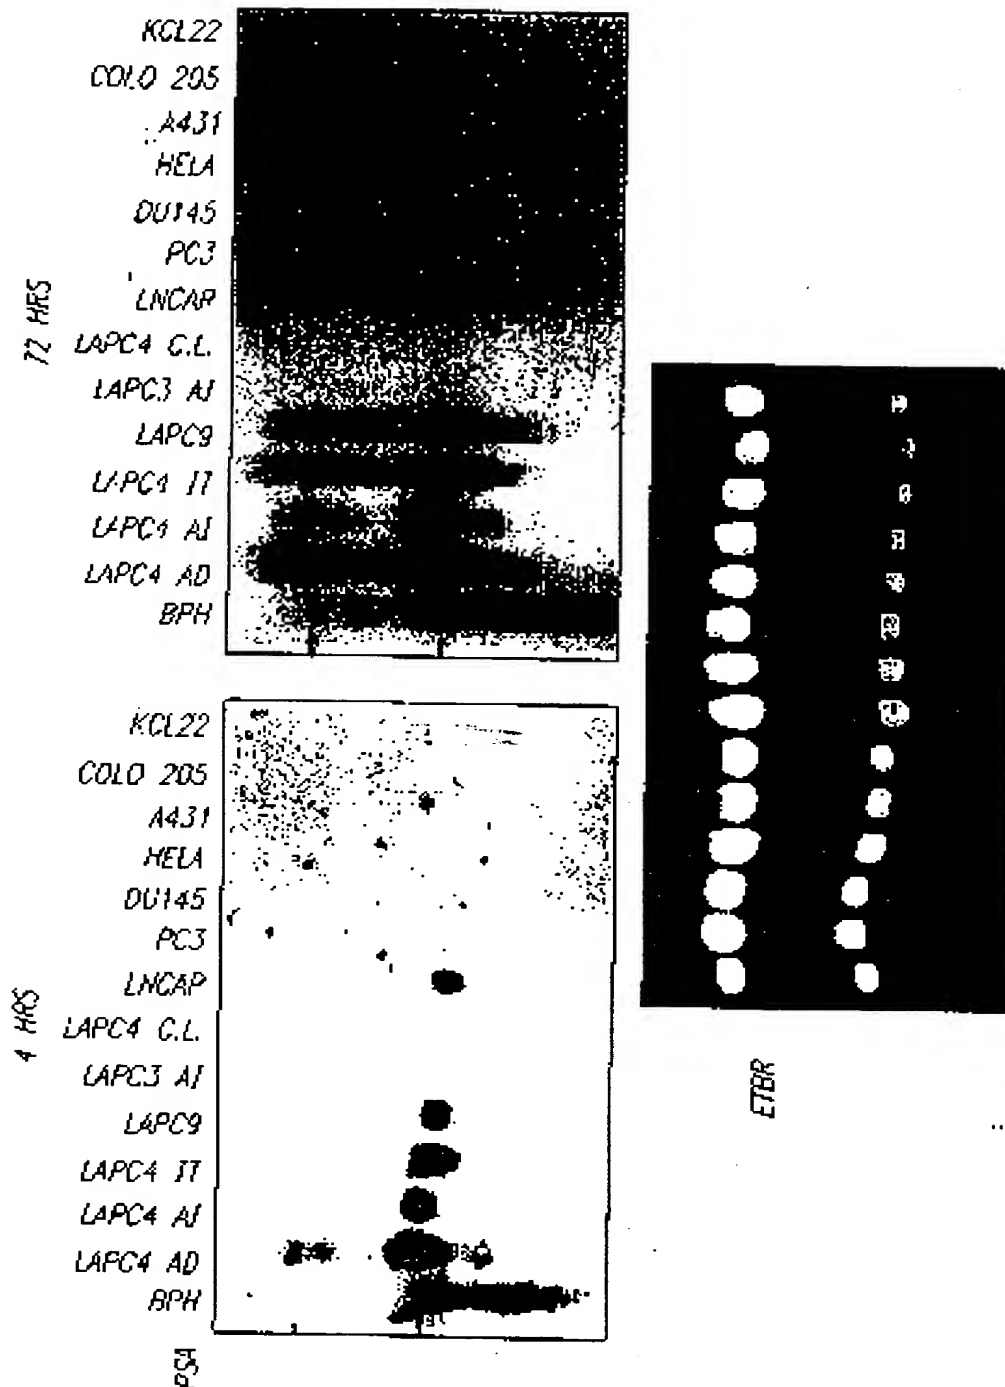 KCL22
COLO 205
A431
HELA
DU145
PC3
LNCAP
LAPC4 C.L.
LAPC3 AI
LAPC9
LAPC4 IT
LAPC4 AI
LAPC4 AD
BPH
72 HRS
KCL22
COLO 205
A431
HELA
DU145
PC3
LNCAP
LAPC4 C.L.
LAPC3 AI
LAPC9
LAPC4 IT
LAPC4 AI
LAPC4 AD
BPH
4 HRS
PSA
ETBR